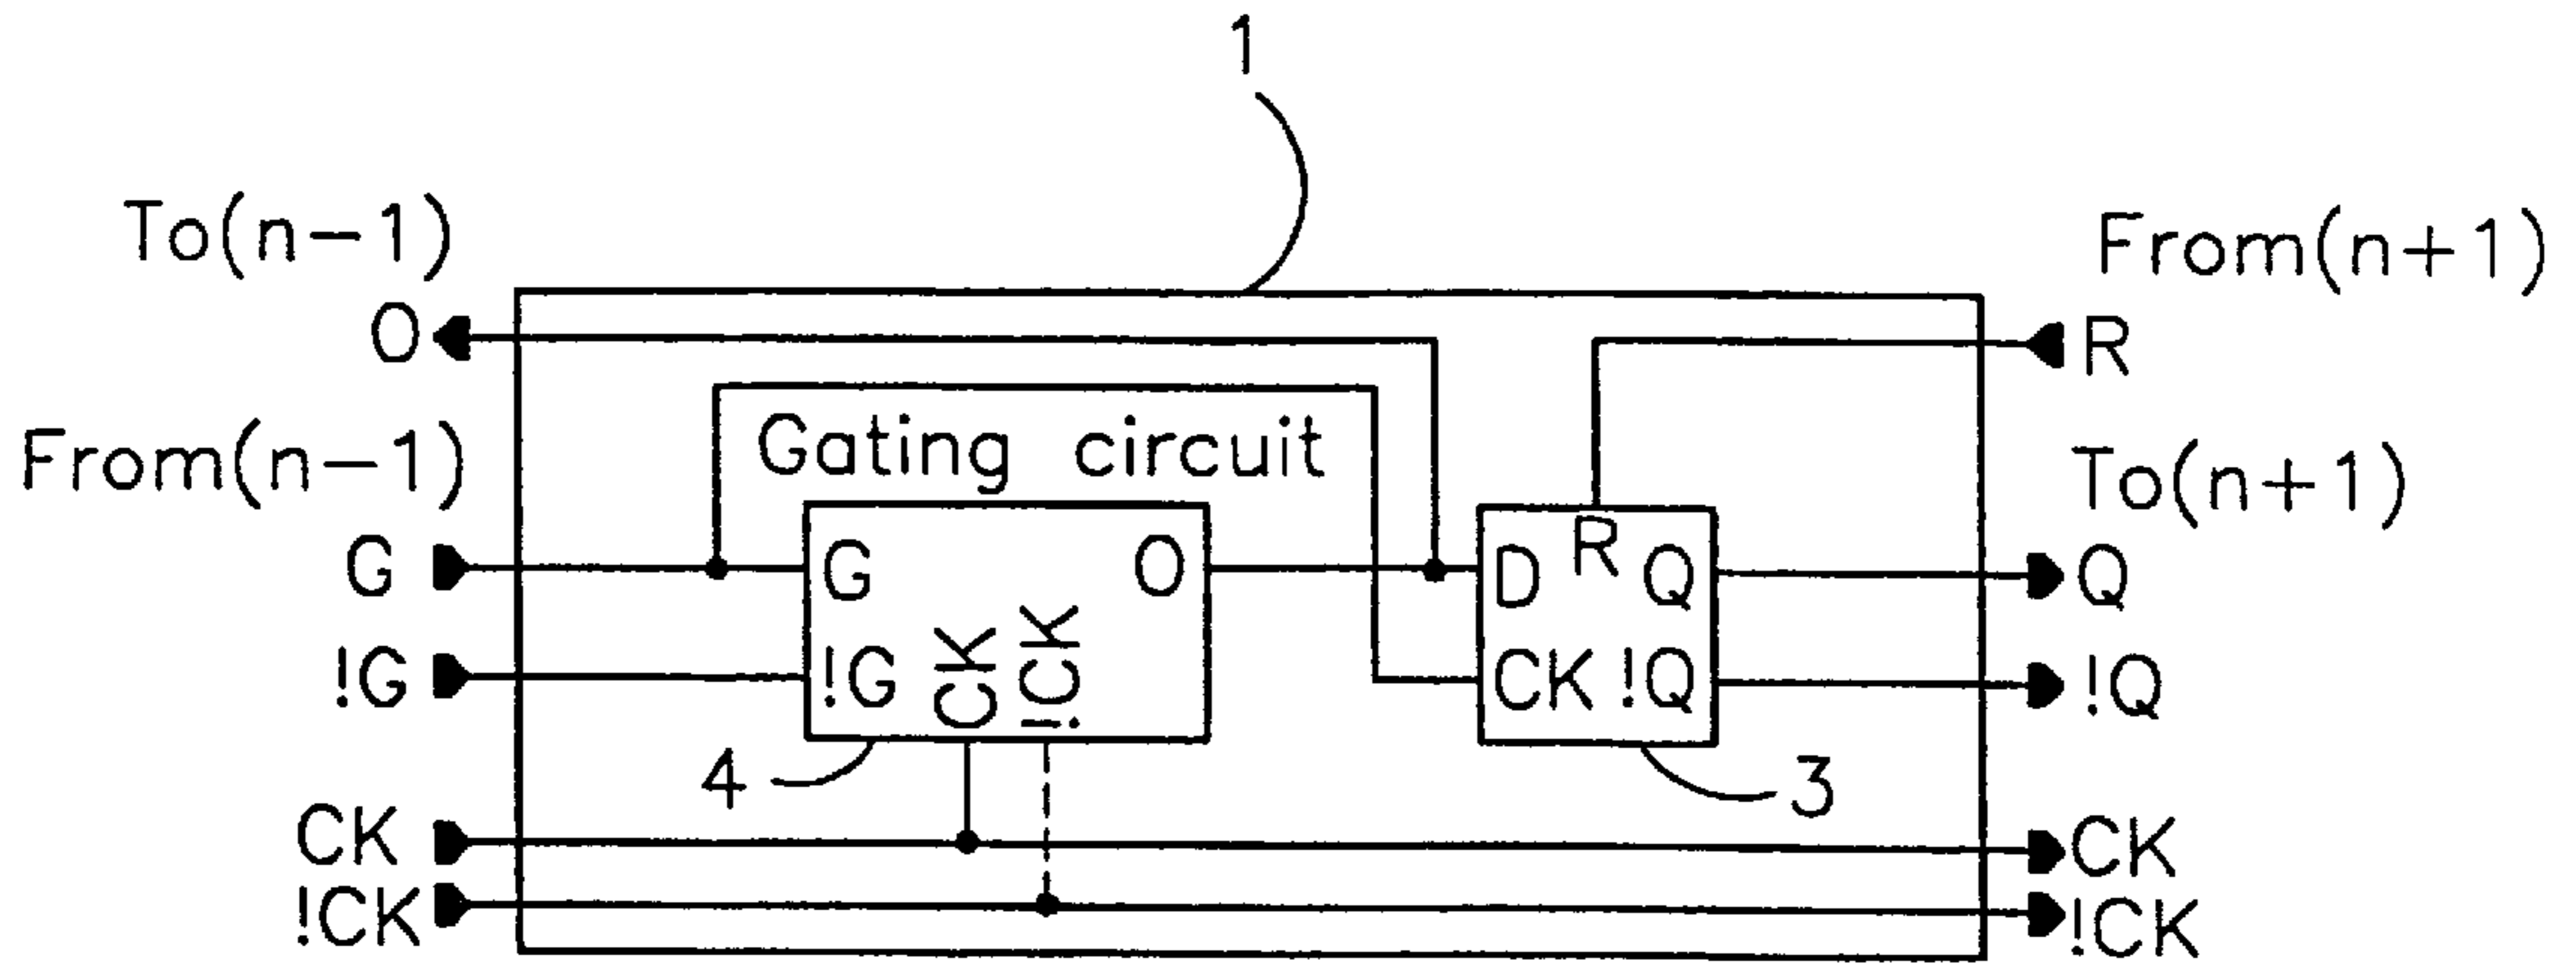 1
To(n-1)
From(n+1)
O
R
From(n-1)
Gating circuit
To(n+1)
G
G
O
D
R
Q
Q
!G
!G
CK
!CK
CK
!Q
!Q
4
3
CK
CK
!CK
!CK